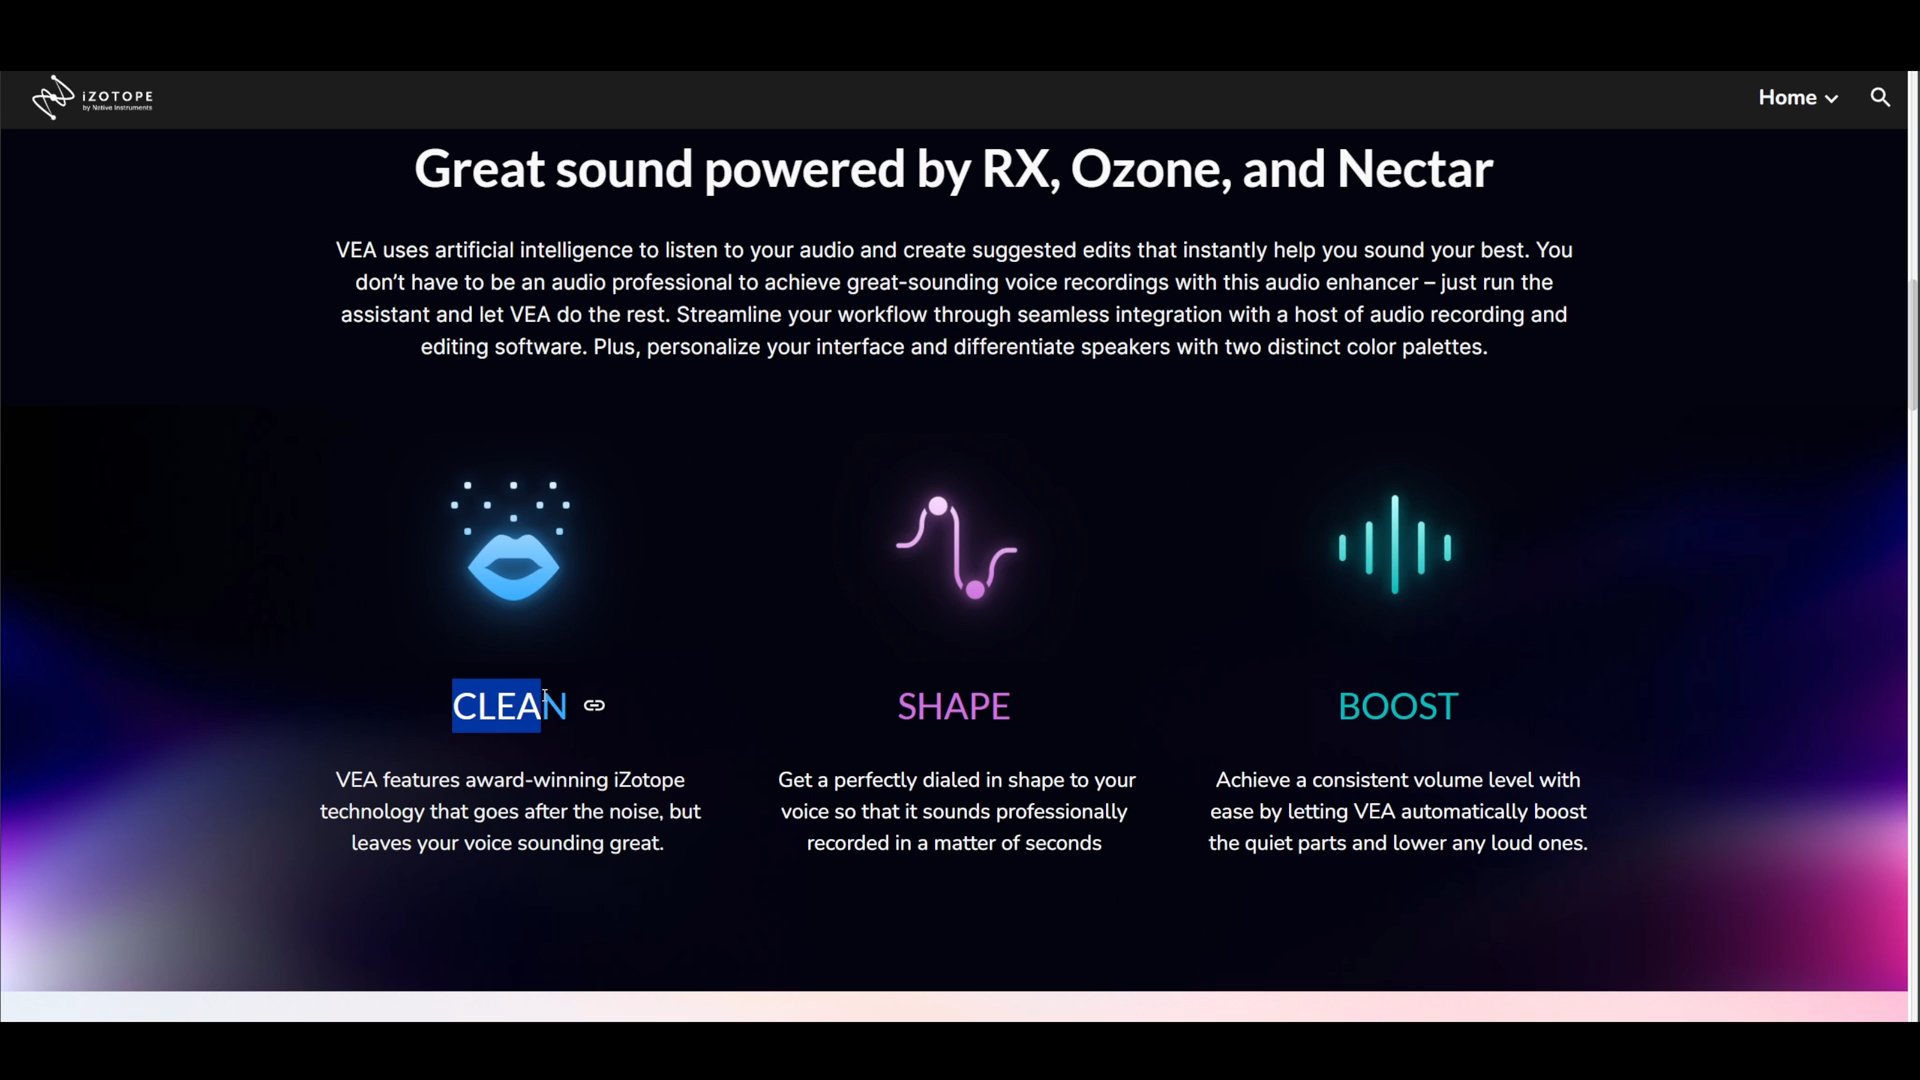 iZOTOPE
by Native Instruments
Home
Great sound powered by RX, Ozone, and Nectar
VEA uses artificial intelligence to listen to your audio and create suggested edits that instantly help you sound your best. You
don’t have to be an audio professional to achieve great-sounding voice recordings with this audio enhancer – just run the
assistant and let VEA do the rest. Streamline your workflow through seamless integration with a host of audio recording and
editing software. Plus, personalize your interface and differentiate speakers with two distinct color palettes.
CLEAN
VEA features award-winning iZotope
technology that goes after the noise, but
leaves your voice sounding great.
SHAPE
Get a perfectly dialed in shape to your
voice so that it sounds professionally
recorded in a matter of seconds
BOOST
Achieve a consistent volume level with
ease by letting VEA automatically boost
the quiet parts and lower any loud ones.